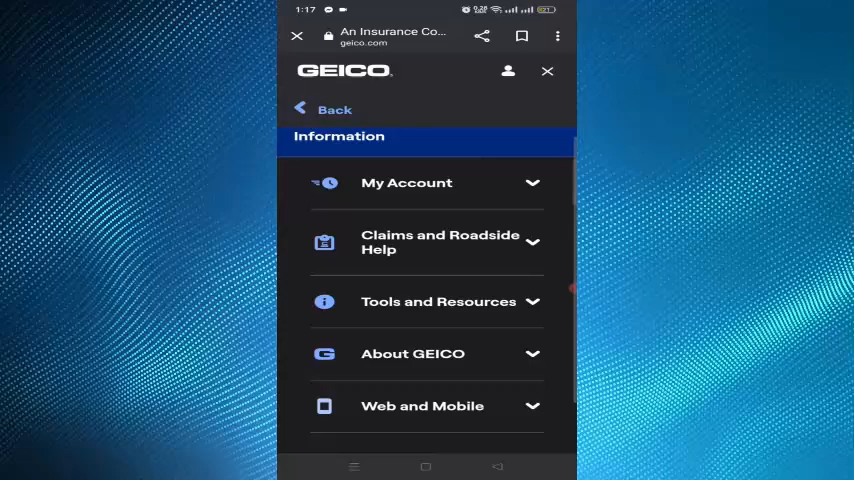 1:17
An Insurance Co...
geico.com
GEICO
Back
Information
My Account
Claims and Roadside
Help
Tools and Resources
About GEICO
Web and Mobile